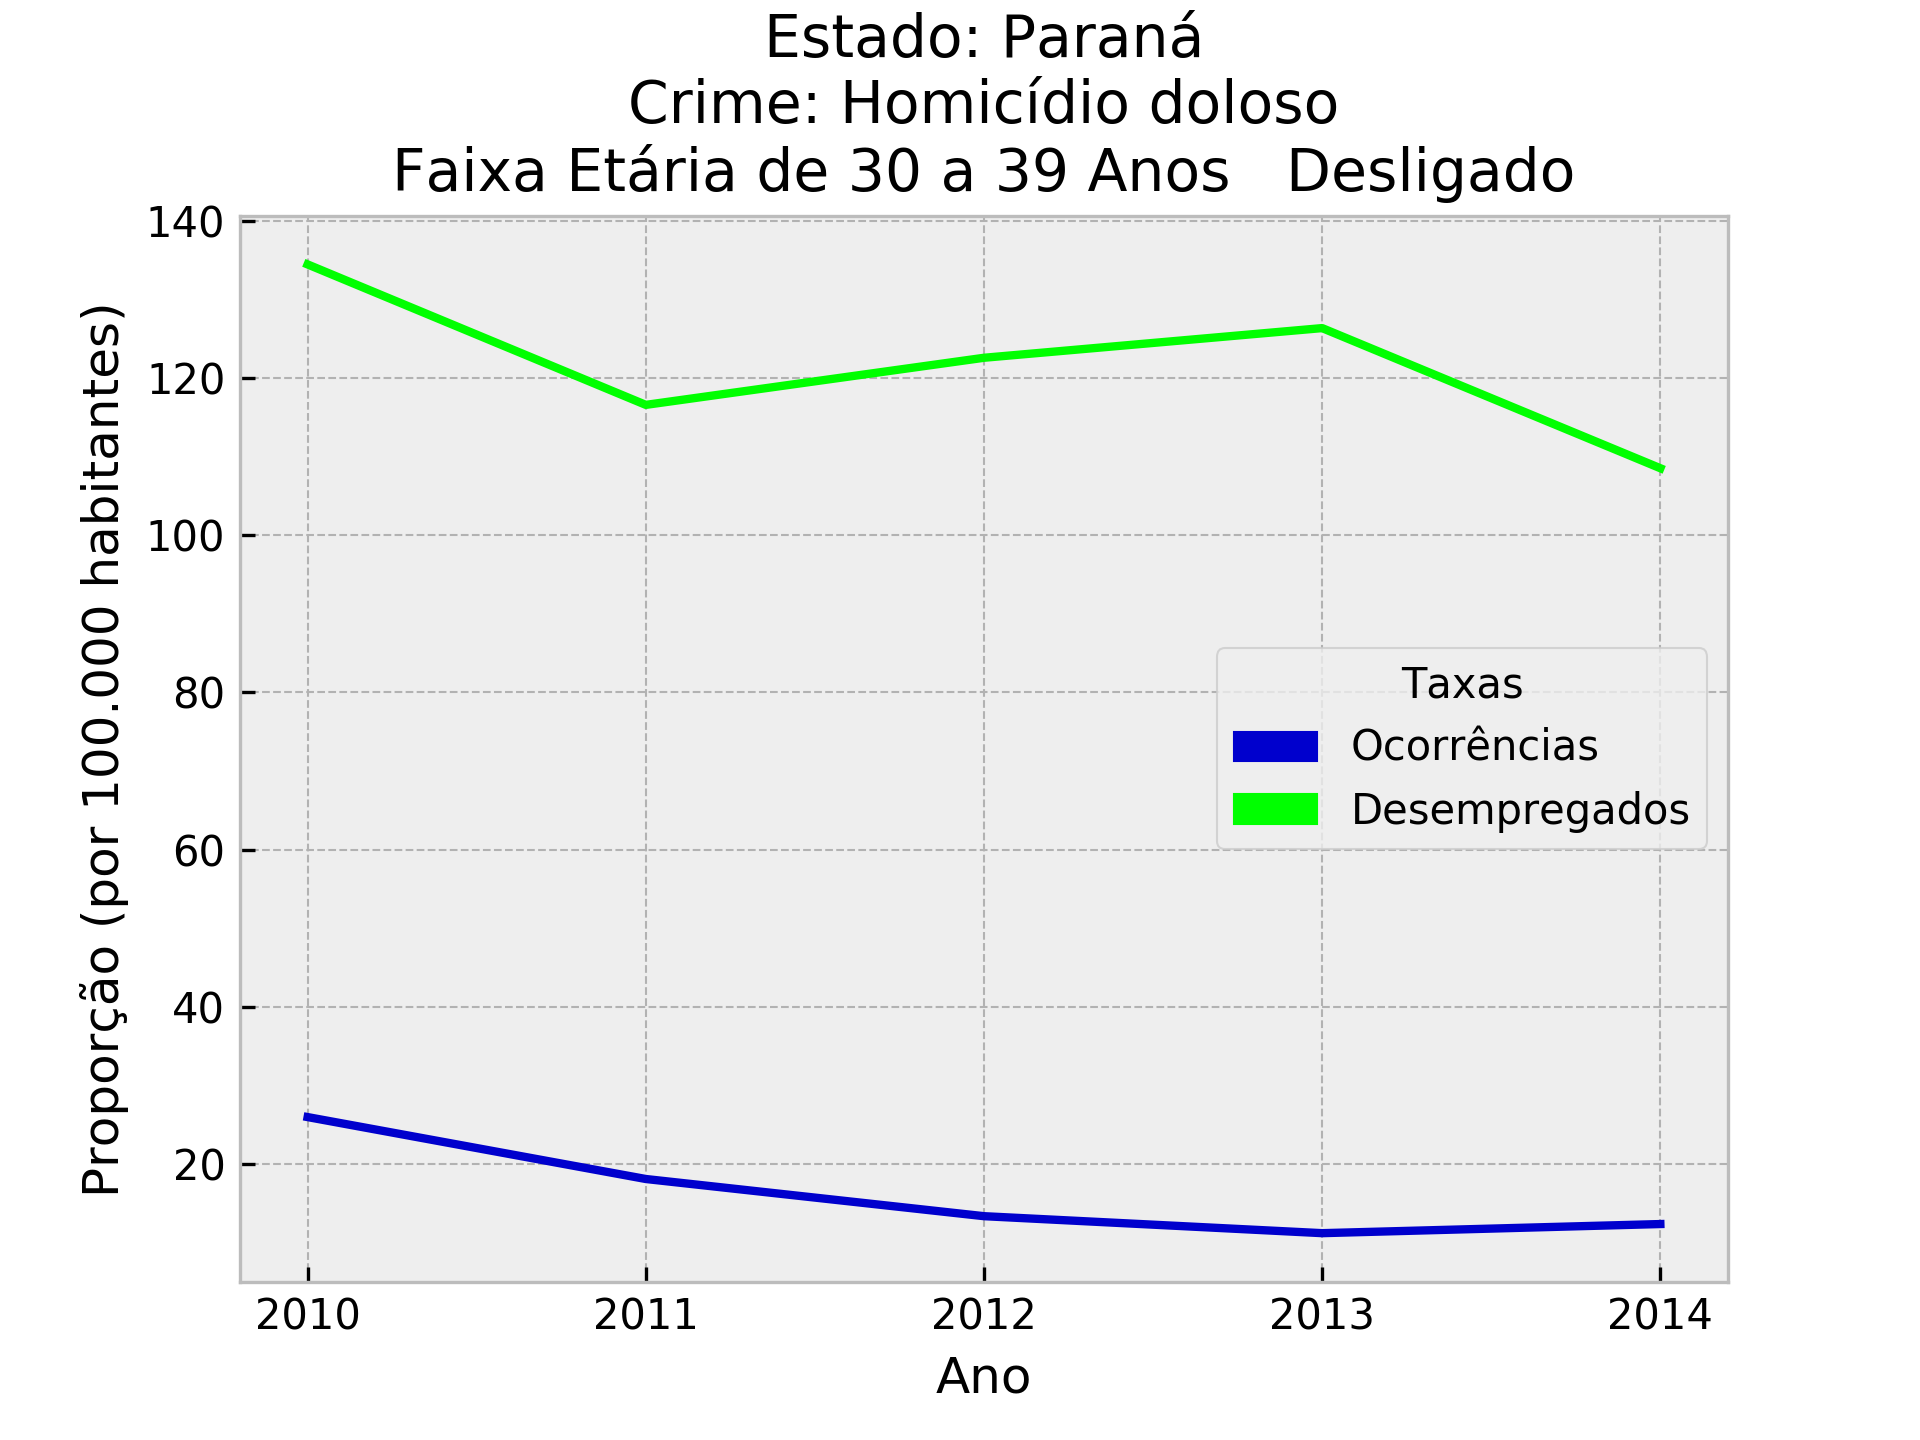 Estado: Paraná
Crime: Homicídio doloso
Faixa Etária de 30 a 39 Anos   Desligado
Proporção (por 100.000 habitantes)
140
120
100
80
60
40
20
Taxas
Ocorrências
Desempregados
2010 2011 2012 2013 2014
Ano